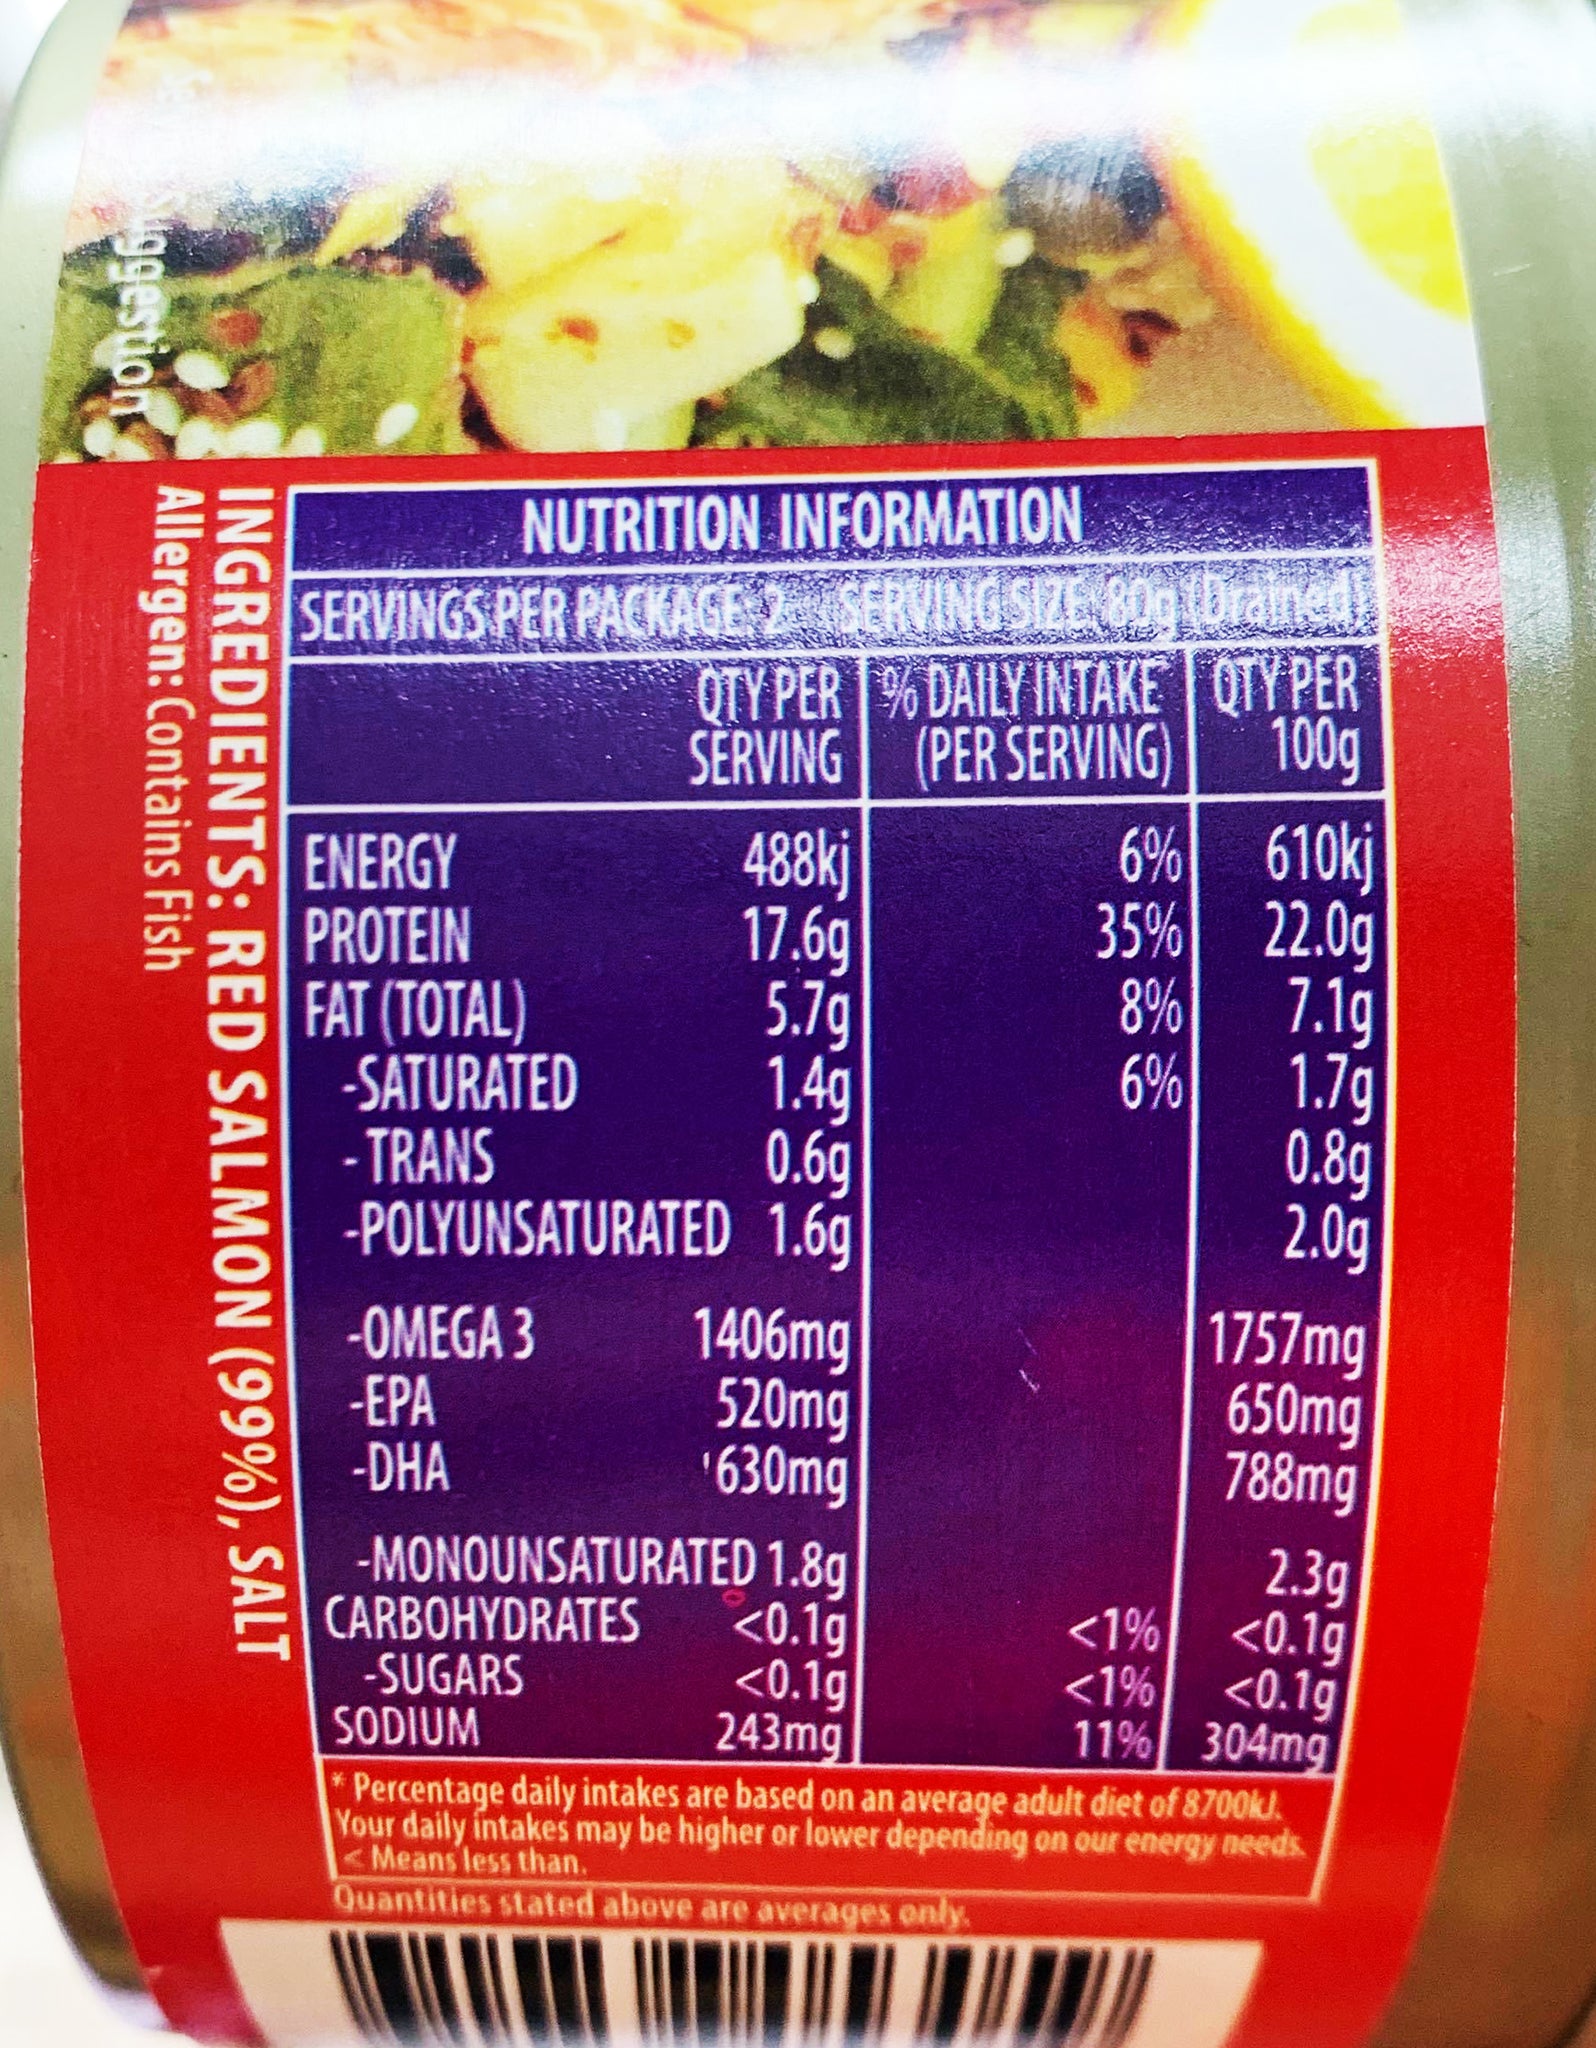 suggestion
NUTRITION INFORMATION
SERVINGS PER PACKAGE: 2 SERVING SIZE: 80g (Drained)
QTY PER SERVING % DAILY INTAKE (PER SERVING) QTY PER 100g
ENERGY 488kj 6% 610kj
PROTEIN 17.6g 35% 22.0g
FAT (TOTAL) 5.7g 8% 7.1g
-SATURATED 1.4g 6% 1.7g
- TRANS 0.6g 0.8g
-POLYUNSATURATED 1.6g 2.0g
-OMEGA 3 1406mg 1757mg
-EPA 520mg 650mg
-DHA 630mg 788mg
-MONOUNSATURATED 1.8g 2.3g
CARBOHYDRATES <0.1g <1% <0.1g
-SUGARS <0.1g <1% <0.1g
SODIUM 243mg 11% 304mg
* Percentage daily intakes are based on an average adult diet of 8700kJ.
Your daily intakes may be higher or lower depending on our energy needs.
< Means less than.
Quantities stated above are averages only.
INGREDIENTS: RED SALMON (99%), SALT
Allergen: Contains Fish